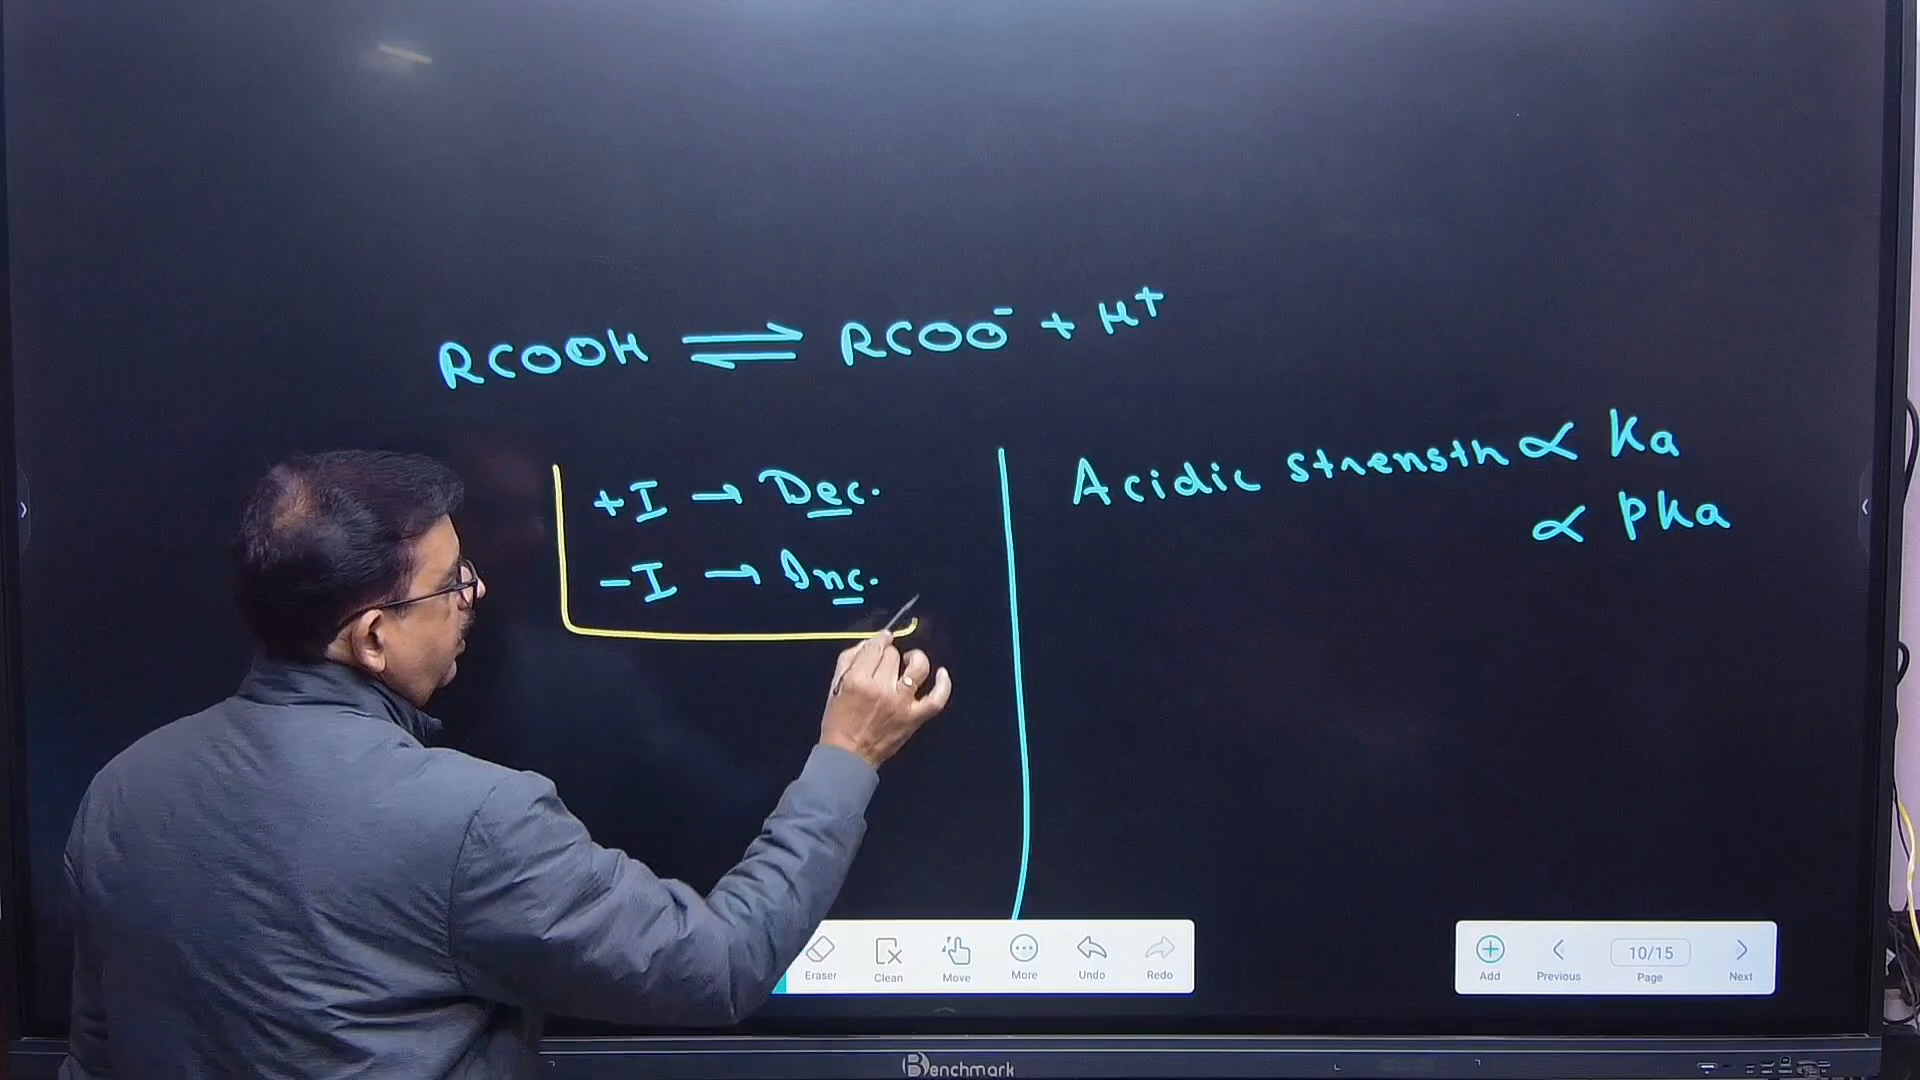 RCOOH ⇌ RCOO⁻ + H⁺
+I → Dec.
-I → Inc.
Acidic strength ∝ Ka
∝ PKa
Eraser
Clean
Move
More
Undo
Redo
Add
Previous
10/15
Page
Next
Benchmark